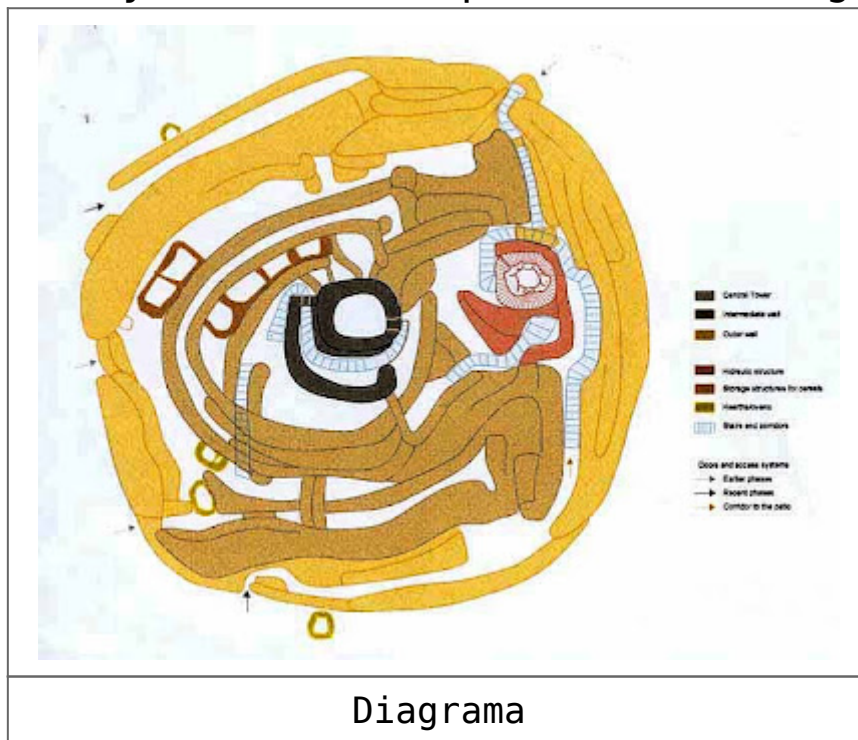 Central Tower
Intermediate wall
Outer wall
Hidraulic structure
Storage structures for cereals
Hearths/ovens
Stairs and corridors
Doors and access systems
Earlier phases
Recent phases
Corridor to the patio
Diagrama